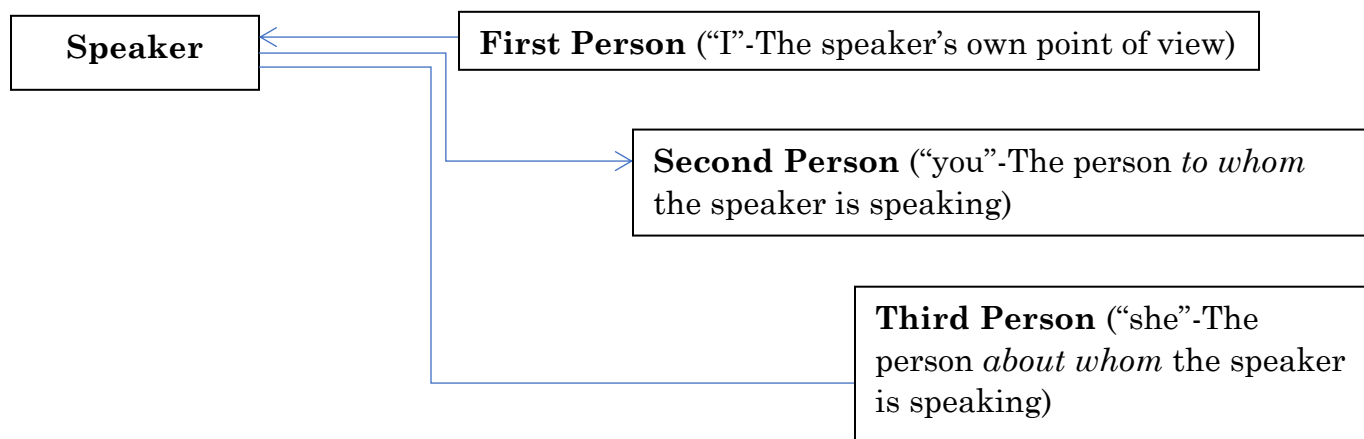 Speaker
First Person (“I”-The speaker’s own point of view)
Second Person (“you”-The person to whom
the speaker is speaking)
Third Person (“she”-The
person about whom the speaker
is speaking)